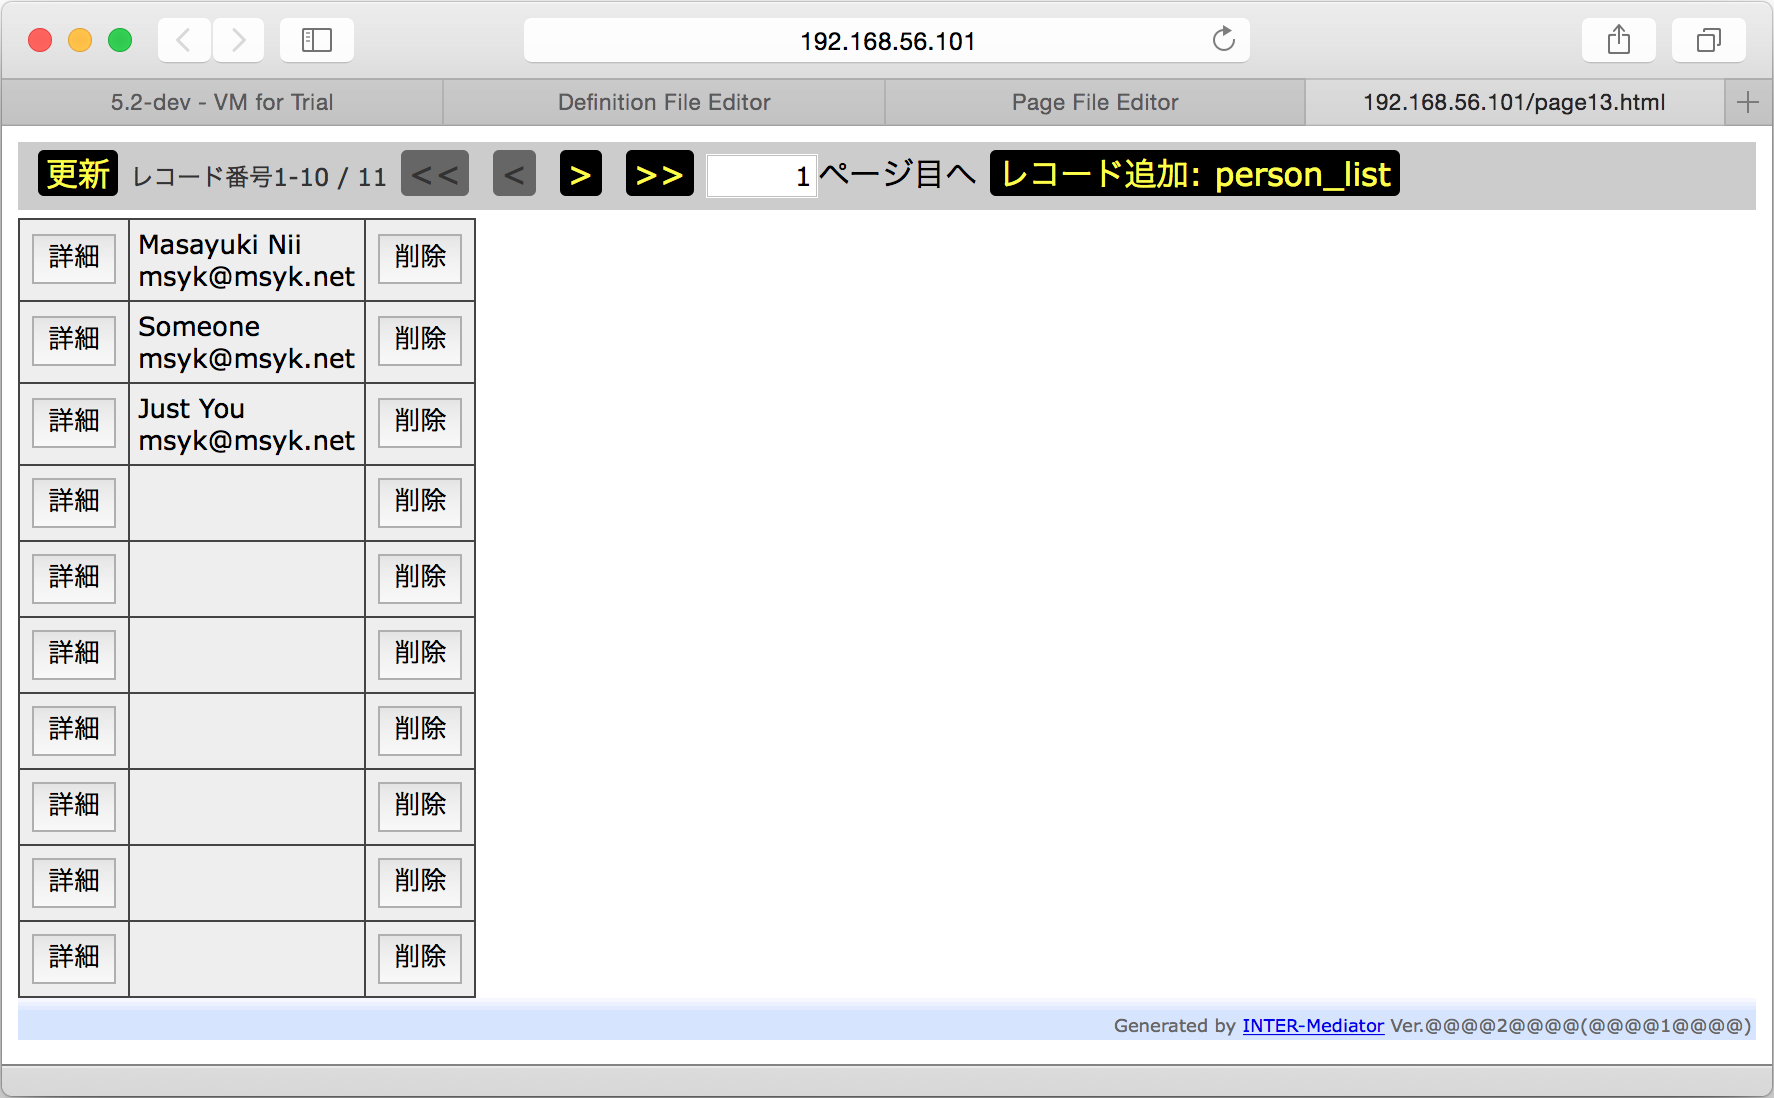 192.168.56.101
5.2-dev - VM for Trial
Definition File Editor
Page File Editor
192.168.56.101/page13.html
更新 レコード番号1-10 / 11 << < > >> 1 ページ目へ レコード追加: person_list
詳細
Masayuki Nii
msyk@msyk.net
削除
詳細
Someone
msyk@msyk.net
削除
詳細
Just You
msyk@msyk.net
削除
詳細 削除
詳細 削除
詳細 削除
詳細 削除
詳細 削除
詳細 削除
詳細 削除
Generated by INTER-Mediator Ver.@@@@2@@@@(@@@@1@@@@)